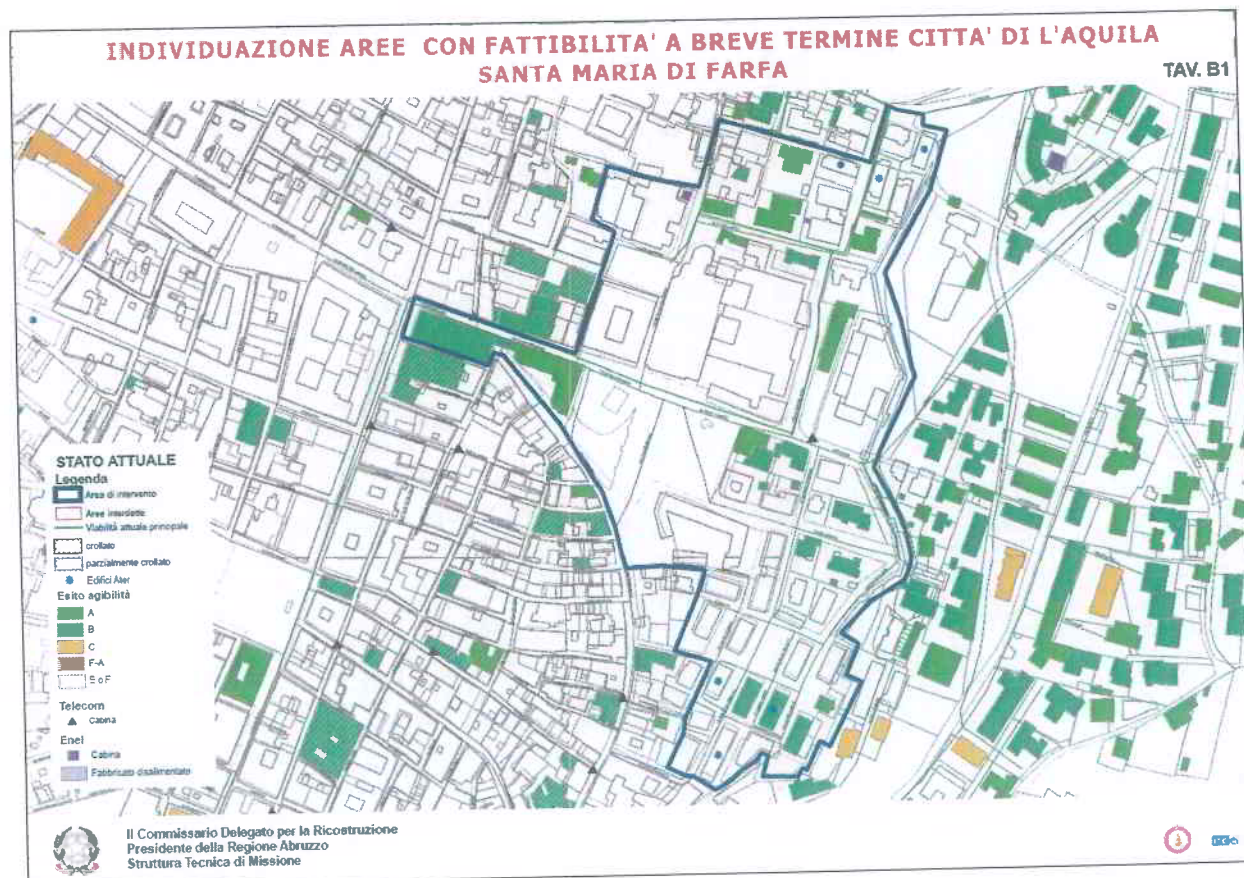 INDIVIDUAZIONE AREE CON FATTIBILITA' A BREVE TERMINE CITTA' DI L'AQUILA
SANTA MARIA DI FARFA
TAV. B1
STATO ATTUALE
Legenda
Area di intervento
Aree interdette
Viabilità attuale principale
crollato
parzialmente crollato
Edifici Ater
Esito agibilità
A
B
C
F-A
E o F
Telecom
Cabina
Enel
Cabina
Fabbricato disalimentato
Il Commissario Delegato per la Ricostruzione
Presidente della Regione Abruzzo
Struttura Tecnica di Missione